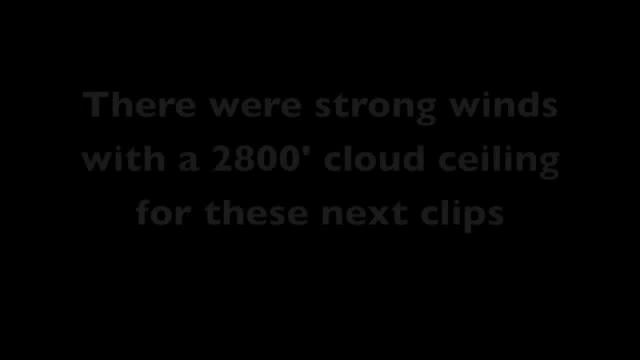 There were strong winds
with a 2800' cloud ceiling
for these next clips